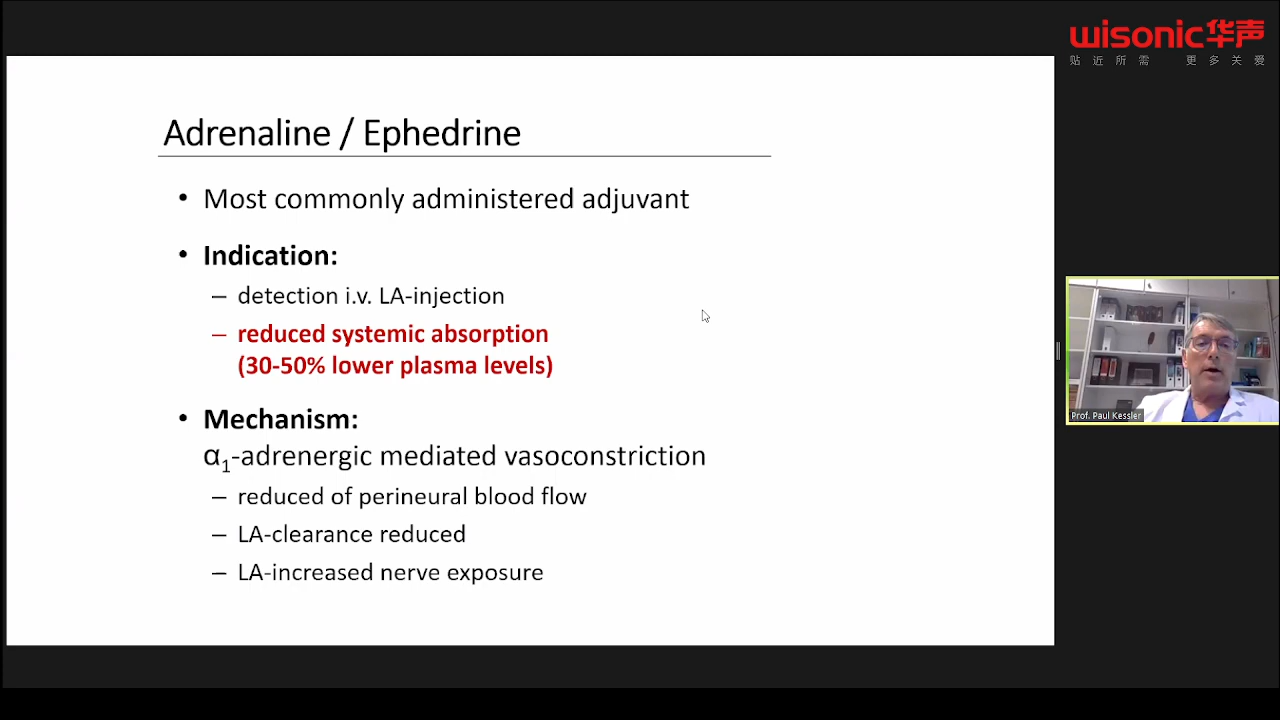 wisonic华声
贴近所需 更多关爱
Adrenaline / Ephedrine
• Most commonly administered adjuvant
• Indication:
– detection i.v. LA-injection
– reduced systemic absorption
(30-50% lower plasma levels)
• Mechanism:
α1-adrenergic mediated vasoconstriction
– reduced of perineural blood flow
– LA-clearance reduced
– LA-increased nerve exposure
Prof. Paul Kessler